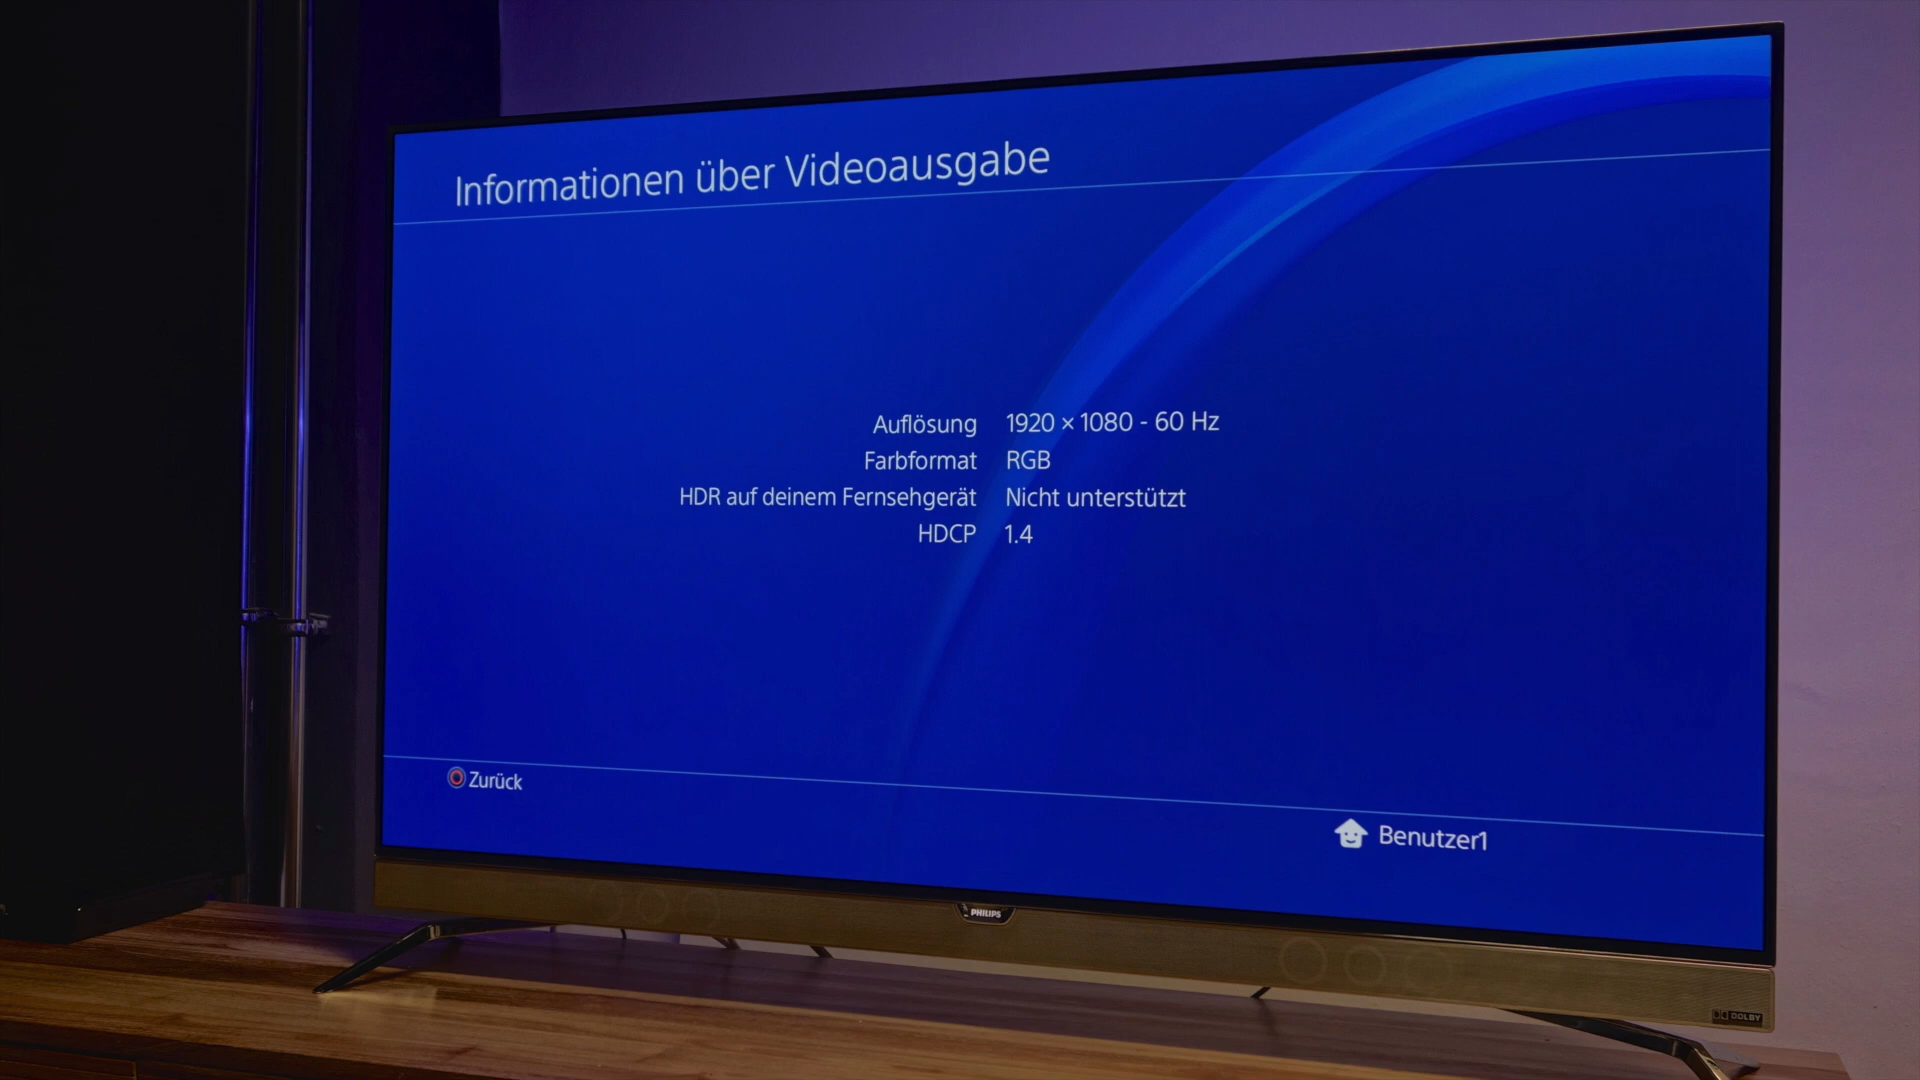 Informationen über Videoausgabe
Auflösung 1920 × 1080 - 60 Hz
Farbformat RGB
HDR auf deinem Fernsehgerät Nicht unterstützt
HDCP 1.4
Zurück
Benutzer1
PHILIPS
DOLBY